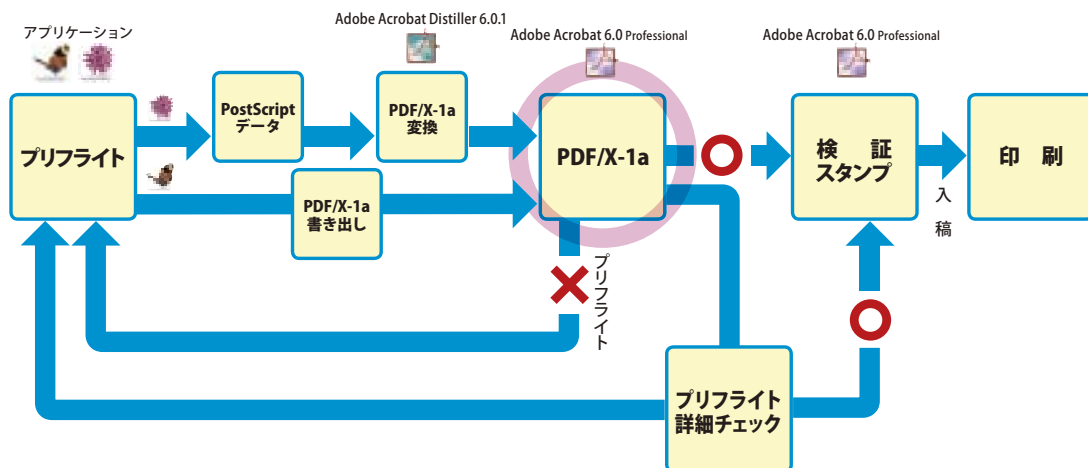 アプリケーション
Adobe Acrobat Distiller 6.0.1
Adobe Acrobat 6.0 Professional
Adobe Acrobat 6.0 Professional
プリフライト
PostScript
データ
PDF/X-1a
変換
PDF/X-1a
書き出し
PDF/X-1a
検 証
スタンプ
入稿
印 刷
プリフライト
プリフライト
詳細チェック